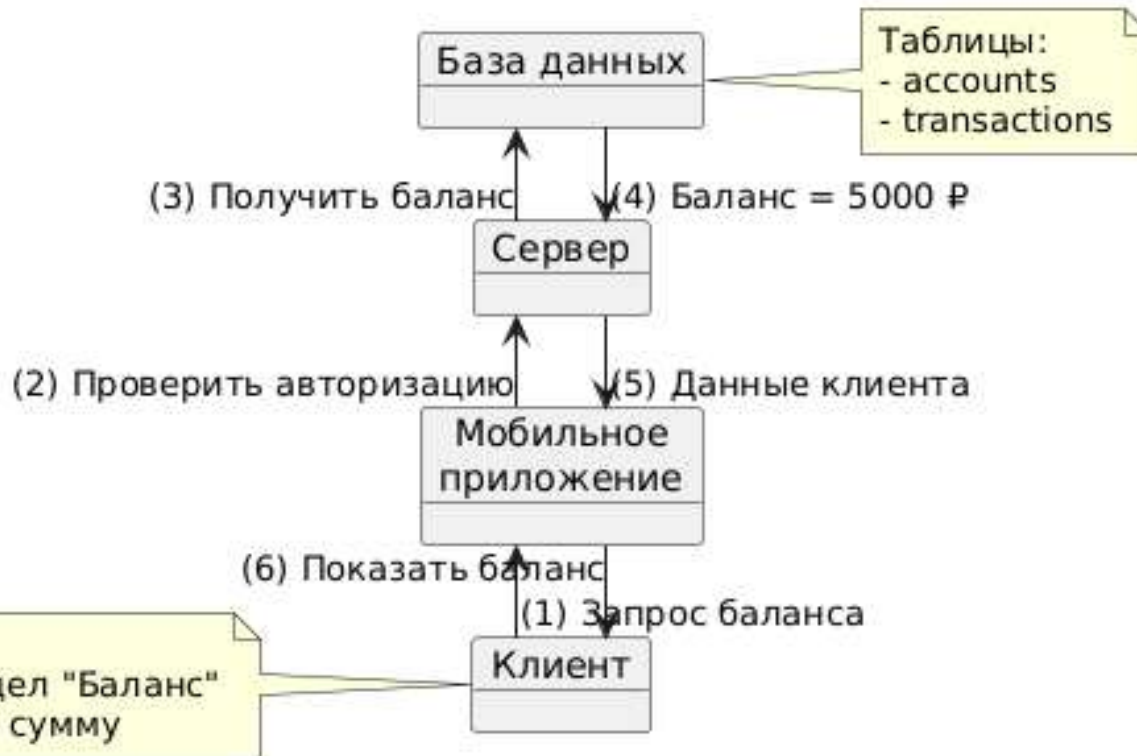 База данных
Таблицы:
- accounts
- transactions
(3) Получить баланс
(4) Баланс = 5000 ₽
Сервер
(2) Проверить авторизацию
(5) Данные клиента
Мобильное
приложение
(6) Показать баланс
(1) Запрос баланса
Клиент
"Баланс"
сумму